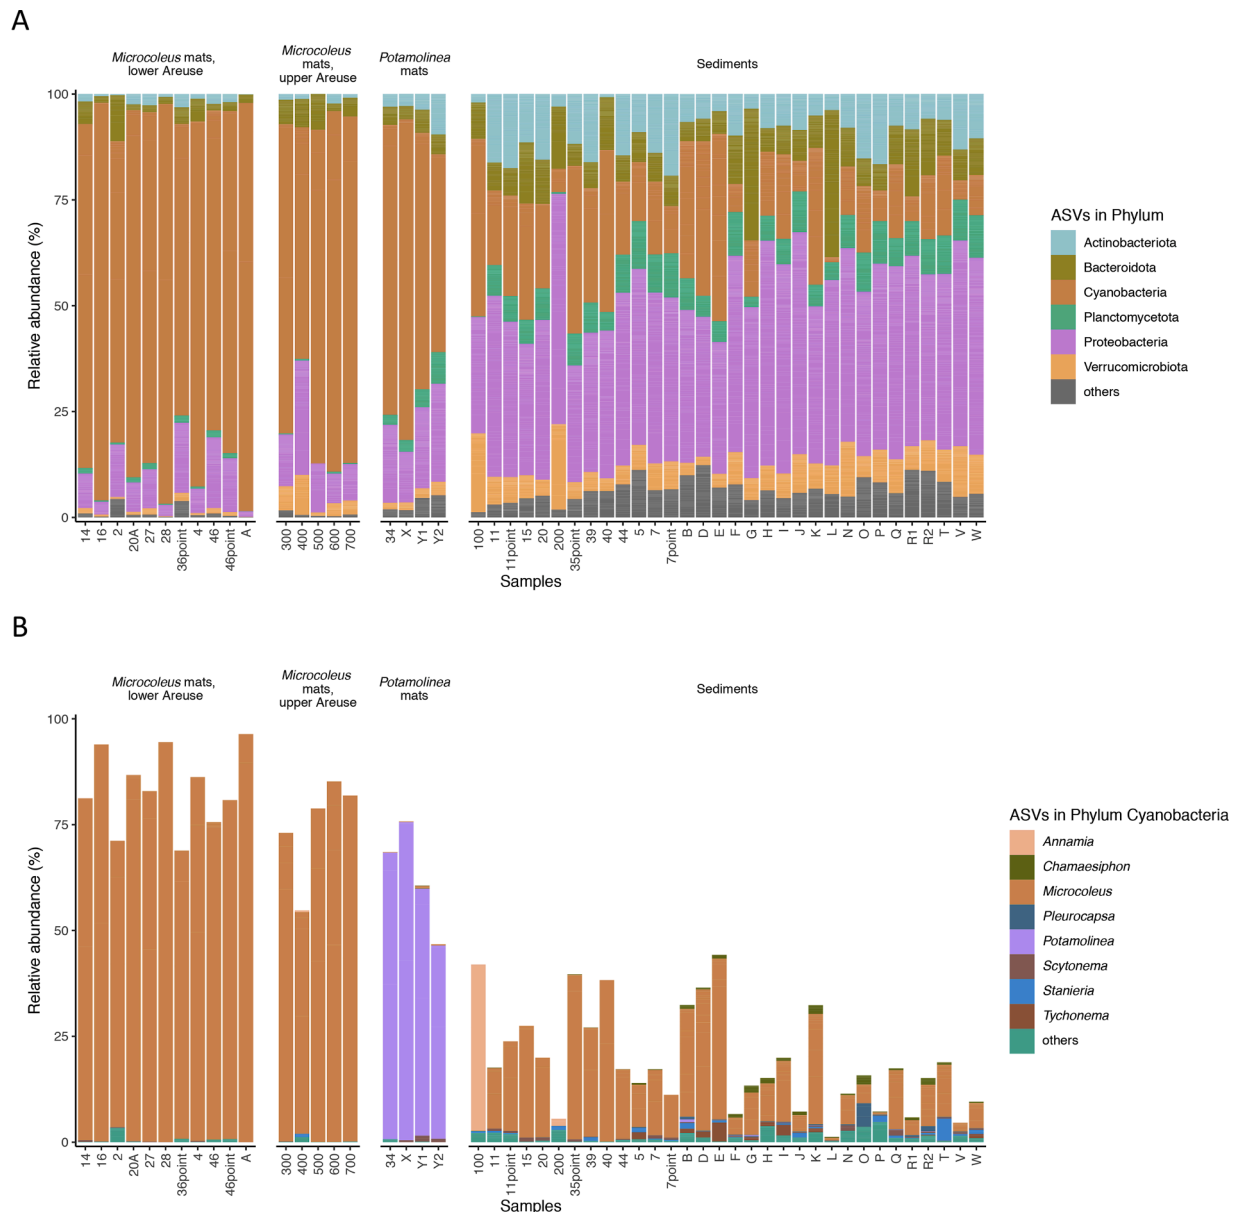 A
Microcoleus mats,
lower Areuse
Microcoleus
mats,
upper Areuse
Potamolinea
mats
Sediments
Relative abundance (%)
100
75
50
25
0
14 16 2 20A 27 28 36point 4 46 46point A
300 400 500 600 700
34 X Y1 Y2
100 11 11point 15 20 200 35point 39 40 44 5 7 7point B D E F G H I J K L N O P Q R1 R2 T V W
Samples
ASVs in Phylum
Actinobacteriota
Bacteroidota
Cyanobacteria
Planctomycetota
Proteobacteria
Verrucomicrobiota
others
B
Microcoleus mats,
lower Areuse
Microcoleus
mats,
upper Areuse
Potamolinea
mats
Sediments
Relative abundance (%)
100
75
50
25
0
14 16 2 20A 27 28 36point 4 46 46point A
300 400 500 600 700
34 X Y1 Y2
100 11 11point 15 20 200 35point 39 40 44 5 7 7point B D E F G H I J K L N O P Q R1 R2 T V W
Samples
ASVs in Phylum Cyanobacteria
Annamia
Chamaesiphon
Microcoleus
Pleurocapsa
Potamolinea
Scytonema
Stanieria
Tychonema
others